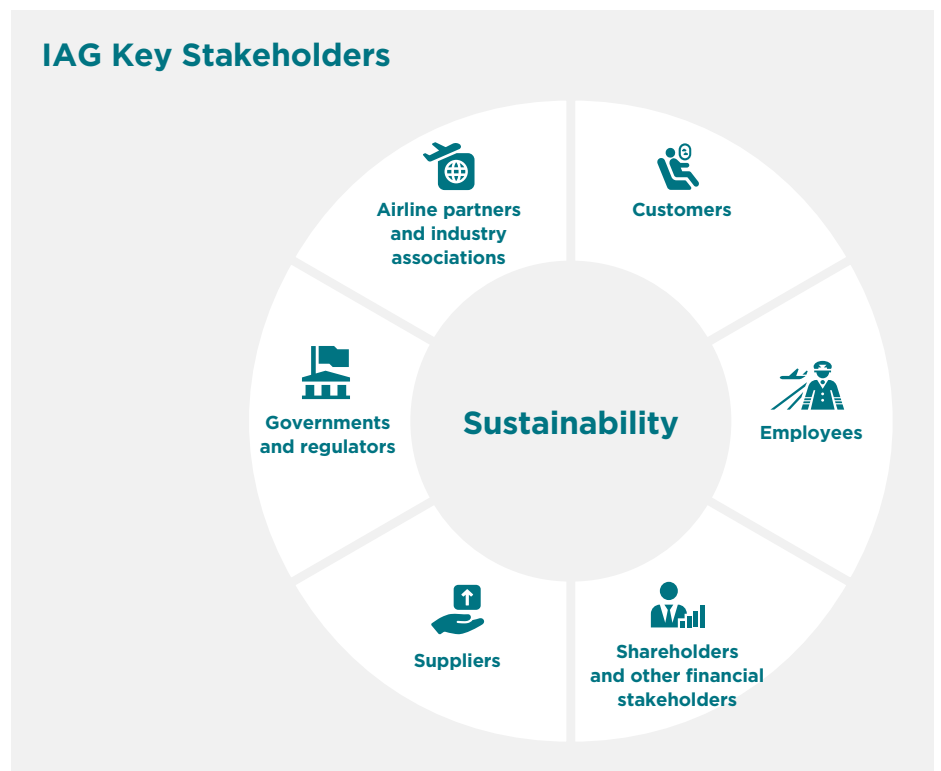 IAG Key Stakeholders
Airline partners
and industry
associations
Customers
Governments
and regulators
Sustainability
Employees
Suppliers
Shareholders
and other financial
stakeholders